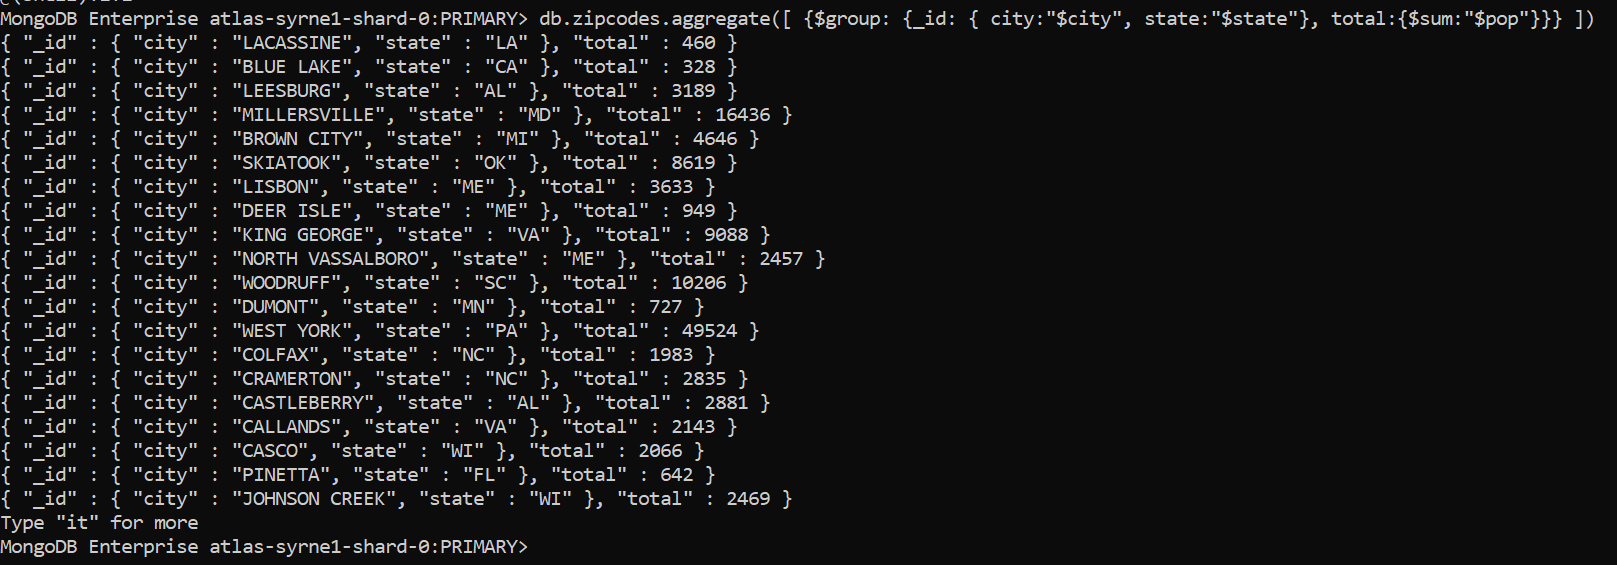 MongoDB Enterprise atlas-syrne1-shard-0:PRIMARY> db.zipcodes.aggregate([ {$group: {_id: { city:"$city", state:"$state"}, total:{$sum:"$pop"}}} ])
{ "_id" : { "city" : "LACASSINE", "state" : "LA" }, "total" : 460 }
{ "_id" : { "city" : "BLUE LAKE", "state" : "CA" }, "total" : 328 }
{ "_id" : { "city" : "LEESBURG", "state" : "AL" }, "total" : 3189 }
{ "_id" : { "city" : "MILLERSVILLE", "state" : "MD" }, "total" : 16436 }
{ "_id" : { "city" : "BROWN CITY", "state" : "MI" }, "total" : 4646 }
{ "_id" : { "city" : "SKIATOOK", "state" : "OK" }, "total" : 8619 }
{ "_id" : { "city" : "LISBON", "state" : "ME" }, "total" : 3633 }
{ "_id" : { "city" : "DEER ISLE", "state" : "ME" }, "total" : 949 }
{ "_id" : { "city" : "KING GEORGE", "state" : "VA" }, "total" : 9088 }
{ "_id" : { "city" : "NORTH VASSALBORO", "state" : "ME" }, "total" : 2457 }
{ "_id" : { "city" : "WOODRUFF", "state" : "SC" }, "total" : 10206 }
{ "_id" : { "city" : "DUMONT", "state" : "MN" }, "total" : 727 }
{ "_id" : { "city" : "WEST YORK", "state" : "PA" }, "total" : 49524 }
{ "_id" : { "city" : "COLFAX", "state" : "NC" }, "total" : 1983 }
{ "_id" : { "city" : "CRAMERTON", "state" : "NC" }, "total" : 2835 }
{ "_id" : { "city" : "CASTLEBERRY", "state" : "AL" }, "total" : 2881 }
{ "_id" : { "city" : "CALLANDS", "state" : "VA" }, "total" : 2143 }
{ "_id" : { "city" : "CASCO", "state" : "WI" }, "total" : 2066 }
{ "_id" : { "city" : "PINETTA", "state" : "FL" }, "total" : 642 }
{ "_id" : { "city" : "JOHNSON CREEK", "state" : "WI" }, "total" : 2469 }
Type "it" for more
MongoDB Enterprise atlas-syrne1-shard-0:PRIMARY>